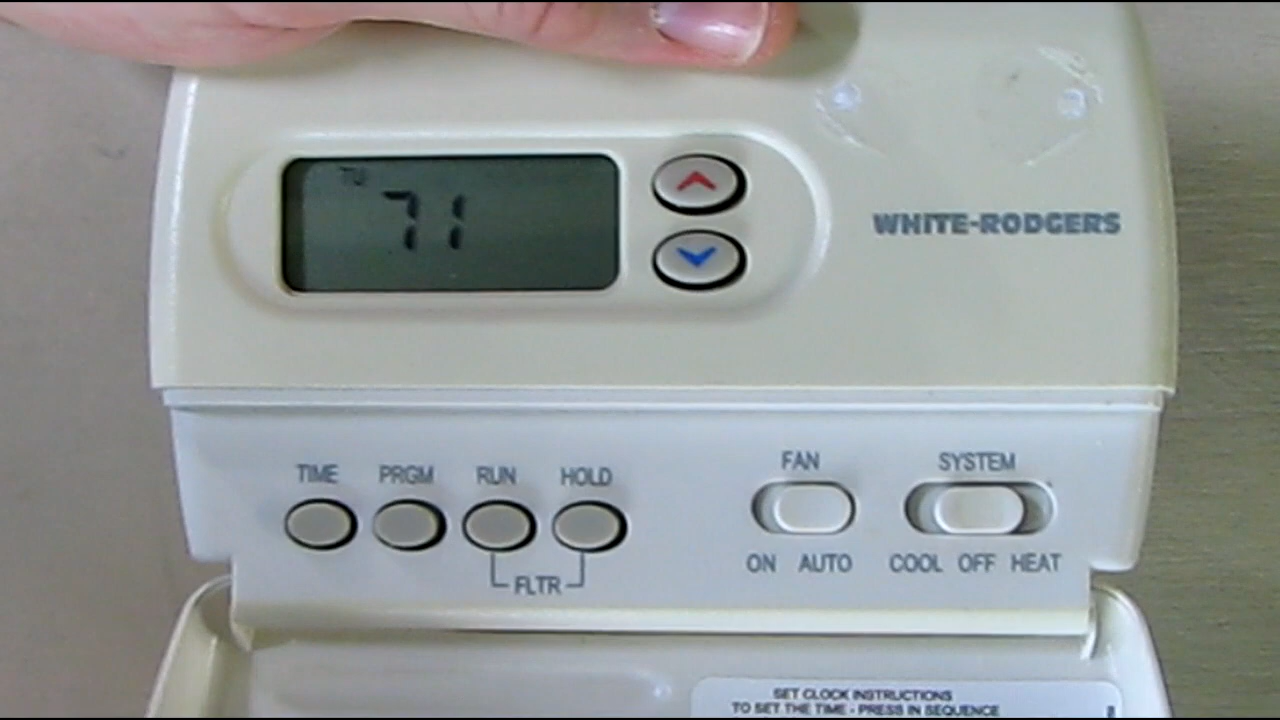 TU
71
WHITE-RODGERS
TIME PRGM RUN HOLD
FAN SYSTEM
ON AUTO COOL OFF HEAT
FLTR
SET CLOCK INSTRUCTIONS
TO SET THE TIME - PRESS IN SEQUENCE